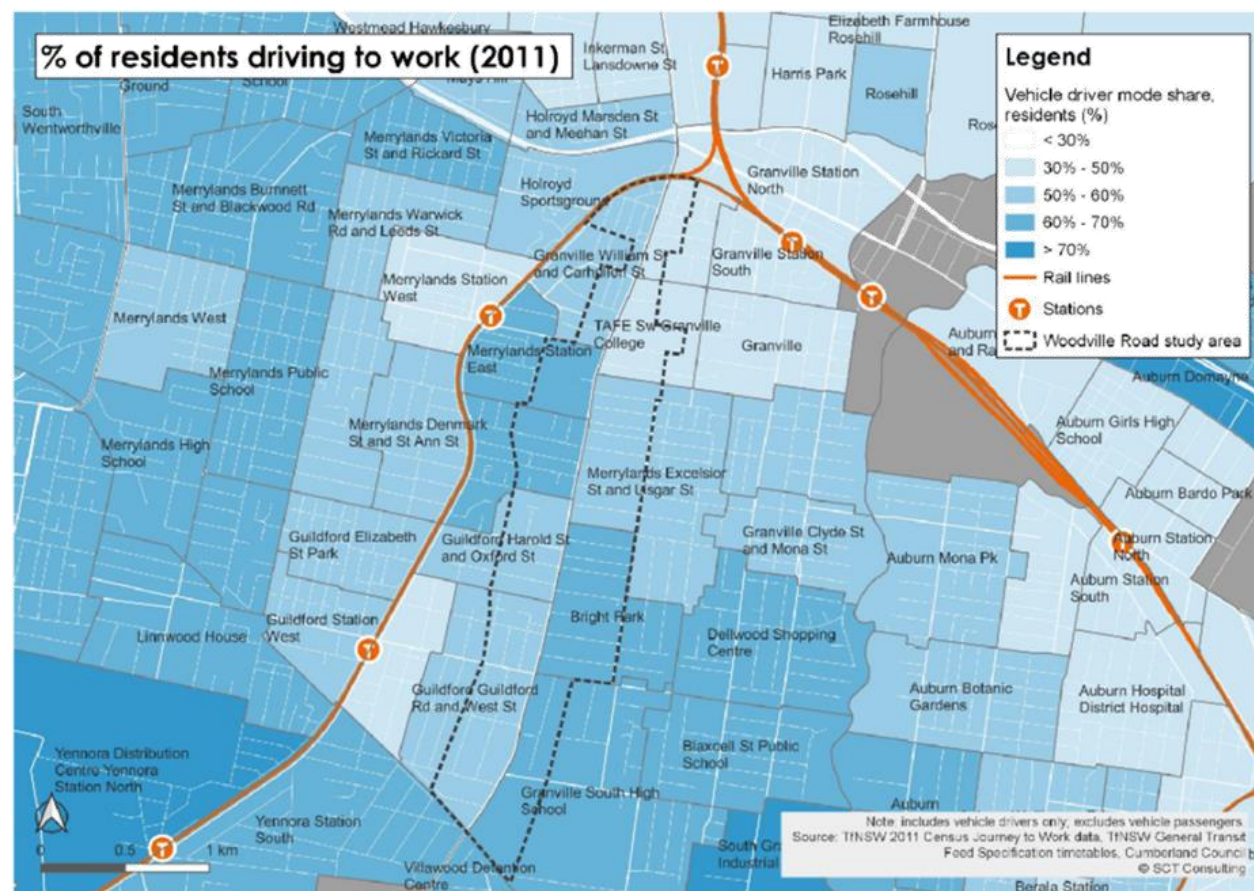 % of residents driving to work (2011)
Legend
Vehicle driver mode share,
residents (%)
< 30%
30% - 50%
50% - 60%
60% - 70%
> 70%
Rail lines
Stations
Woodville Road study area
Westmead Hawkesbury
Ground
School
South
Wentworthville
Inkerman St
Lansdowne St
Elizabeth Farmhouse
Rosehill
Harris Park
Rosehill
Holroyd Marsden St
and Meehan St
Merrylands Victoria
St and Rickard St
Merrylands Burnnett
St and Blackwood Rd
Holroyd
Sportsground
Granville Station
North
Merrylands Warwick
Rd and Leeds St
Granville William St
and Carhullen St
Granville Station
South
Merrylands Station
West
Merrylands West
TAFE Sw Granville
College
Granville
Merrylands Station
East
Merrylands Public
School
Auburn
and Ra
Auburn Domayne
Auburn Girls High
School
Merrylands High
School
Merrylands Denmark
St and St Ann St
Merrylands Excelsior
St and Usgar St
Auburn Bardo Park
Guildford Elizabeth
St Park
Guildford Harold St
and Oxford St
Granville Clyde St
and Mona St
Auburn Mona Pk
Auburn Station
North
Auburn Station
South
Linnwood House
Guildford Station
West
Bright Park
Dellwood Shopping
Centre
Guildford Guildford
Rd and West St
Auburn Botanic
Gardens
Auburn Hospital
District Hospital
Yennora Distribution
Centre Yennora
Station North
Blaxcell St Public
School
Granville South High
School
Auburn
Yennora Station
South
South Gr
Industrial
Villawood Detention
Centre
Berala Station
0 0.5 1 km
Note: includes vehicle drivers only; excludes vehicle passengers
Source: TfNSW 2011 Census Journey to Work data, TfNSW General Transit
Feed Specification timetables, Cumberland Council
© SCT Consulting